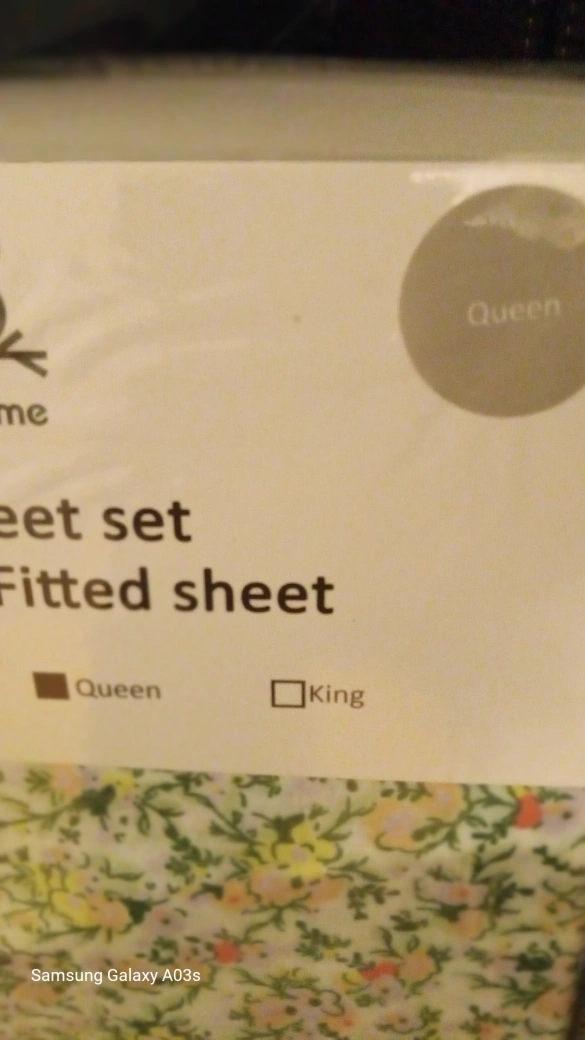 Queen
me
eet set
Fitted sheet
Queen
King
Samsung Galaxy A03s